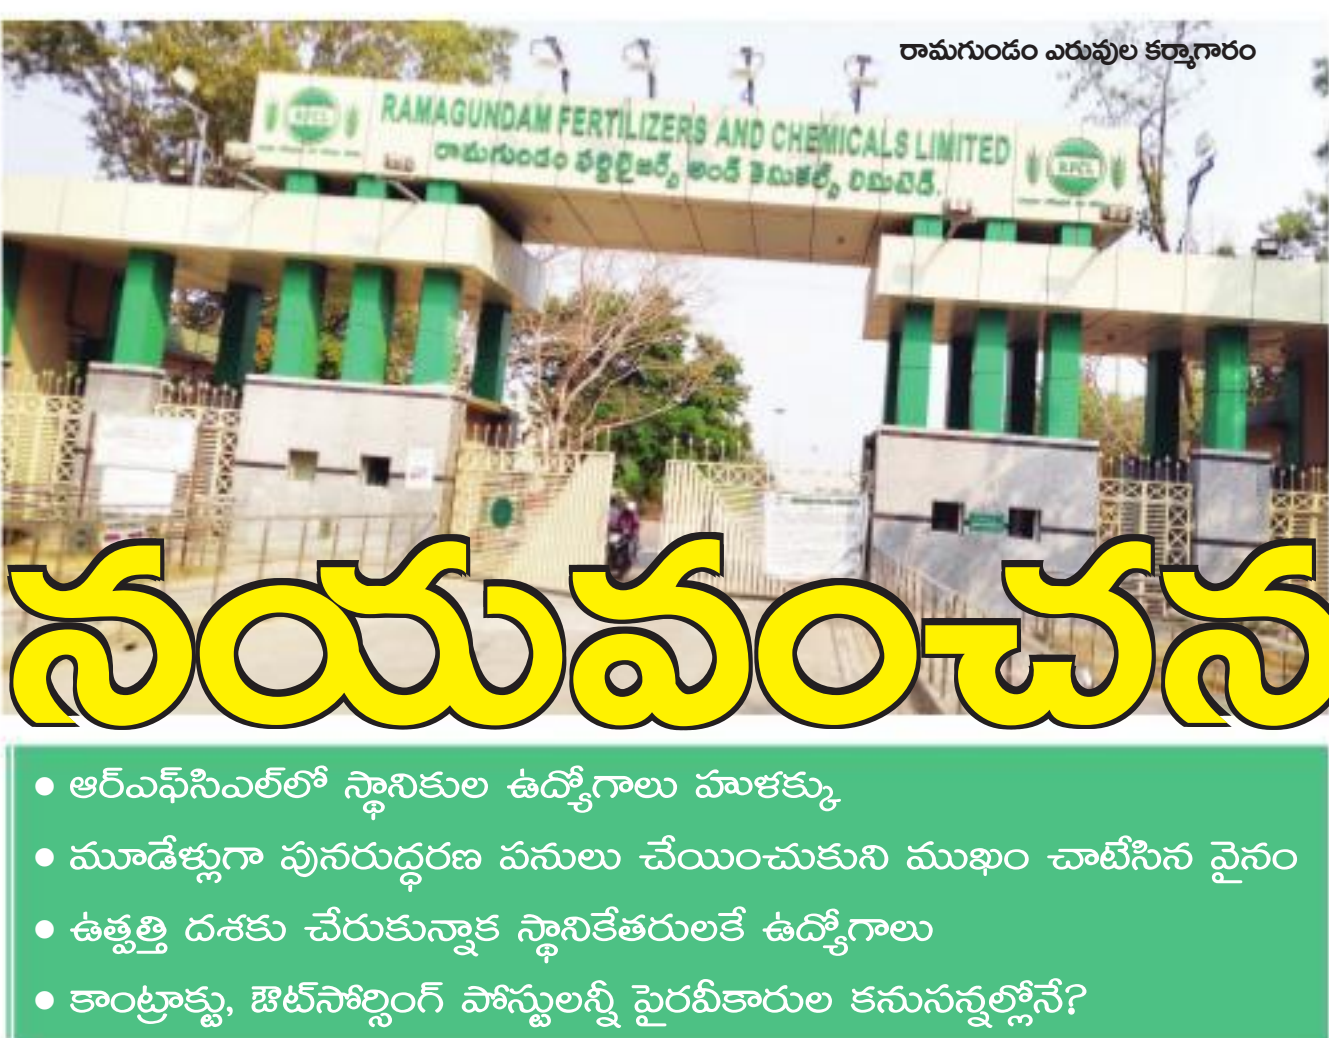 రామగుండం ఎరువుల కర్మాగారం
RAMAGUNDAM FERTILIZERS AND CHEMICALS LIMITED
రామగుండం ఫర్టిలైజర్స్ అండ్ కెమికల్స్ లిమిటెడ్.
నయవంచన
• ఆర్ఎఫ్‌సిఎల్‌లో స్థానికుల ఉద్యోగాలు హుళక్కు
• మూడేళ్లుగా పునరుద్ధరణ పనులు చేయించుకుని ముఖం చాటేసిన వైనం
• ఉత్పత్తి దశకు చేరుకున్నాక స్థానికేతరులకే ఉద్యోగాలు
• కాంట్రాక్టు, ఔట్‌సోర్సింగ్ పోస్టులన్నీ పైరవీకారుల కనుసన్నల్లోనే?